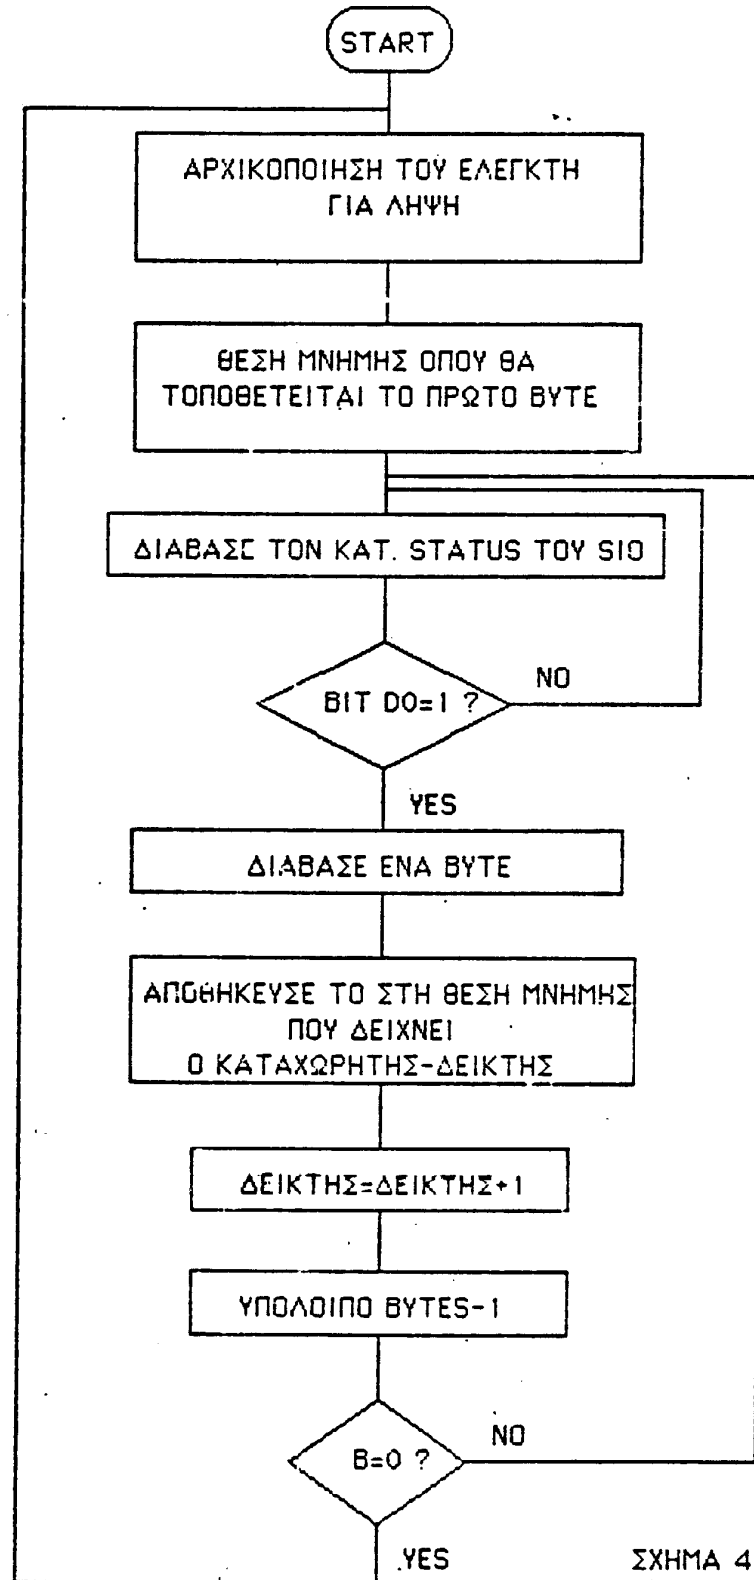 START
ΑΡΧΙΚΟΠΟΙΗΣΗ ΤΟΥ ΕΛΕΓΚΤΗ
ΓΙΑ ΛΗΨΗ
ΘΕΣΗ ΜΝΗΜΗΣ ΟΠΟΥ ΘΑ
ΤΟΠΟΘΕΤΕΙΤΑΙ ΤΟ ΠΡΩΤΟ BYTE
ΔΙΑΒΑΣΕ ΤΟΝ ΚΑΤ. STATUS ΤΟΥ SIO
BIT D0=1 ?
NO
YES
ΔΙΑΒΑΣΕ ΕΝΑ BYTE
ΑΠΟΘΗΚΕΥΣΕ ΤΟ ΣΤΗ ΘΕΣΗ ΜΝΗΜΗΣ
ΠΟΥ ΔΕΙΧΝΕΙ
Ο ΚΑΤΑΧΩΡΗΤΗΣ-ΔΕΙΚΤΗΣ
ΔΕΙΚΤΗΣ=ΔΕΙΚΤΗΣ+1
ΥΠΟΛΟΙΠΟ BYTES-1
B=0 ?
NO
YES
ΣΧΗΜΑ 4